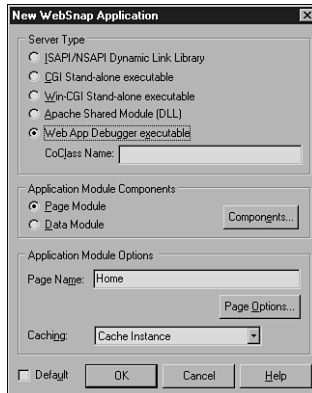 New WebSnap Application
Server Type
ISAPI/NSAPI Dynamic Link Library
CGI Stand-alone executable
Win-CGI Stand-alone executable
Apache Shared Module (DLL)
Web App Debugger executable
CoClass Name:
Application Module Components
Page Module
Data Module
Components...
Application Module Options
Page Name: Home
Page Options...
Caching: Cache Instance
Default OK Cancel Help